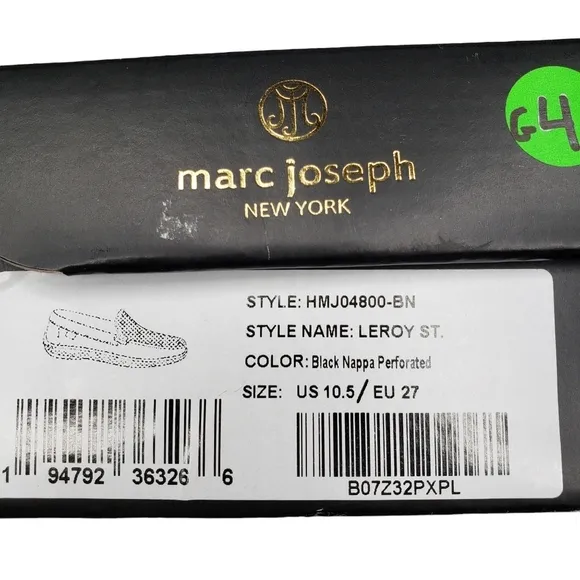 G4
marc joseph
NEW YORK
STYLE: HMJ04800-BN
STYLE NAME: LEROY ST.
COLOR: Black Nappa Perforated
SIZE: US 10.5/ EU 27
1 94792 36326 6
B07Z32PXPL